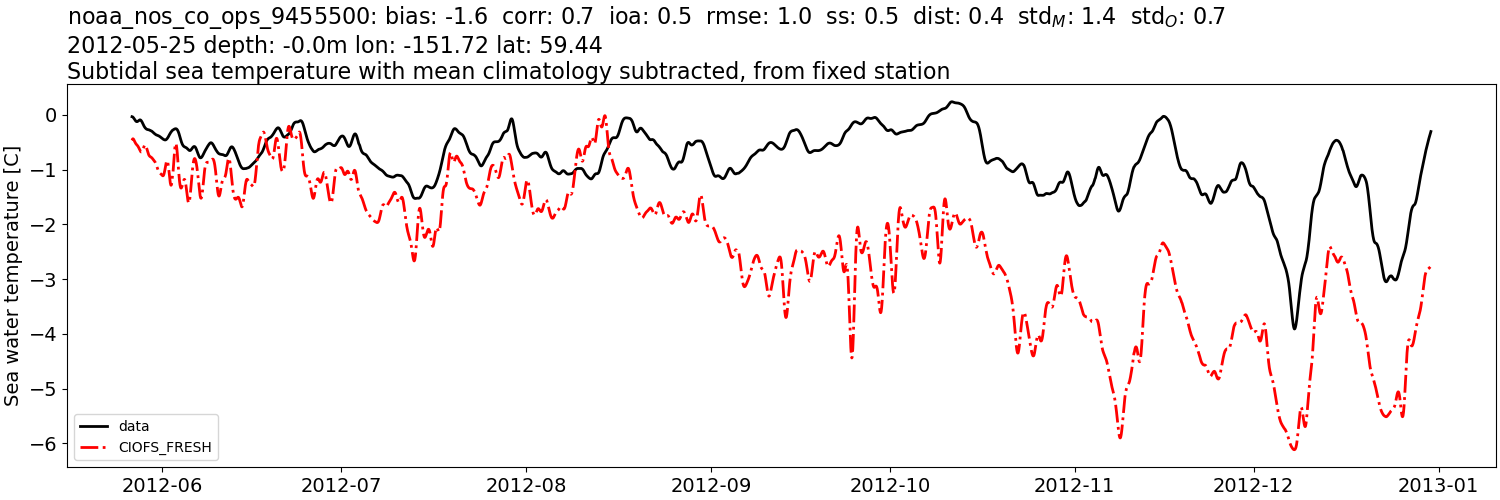 noaa_nos_co_ops_9455500: bias: -1.6 corr: 0.7 ioa: 0.5 rmse: 1.0 ss: 0.5 dist: 0.4 std_M: 1.4 std_O: 0.7
2012-05-25 depth: -0.0m lon: -151.72 lat: 59.44
Subtidal sea temperature with mean climatology subtracted, from fixed station
Sea water temperature [C]
0
−1
−2
−3
−4
−5
−6
data
CIOFS_FRESH
2012-06 2012-07 2012-08 2012-09 2012-10 2012-11 2012-12 2013-01